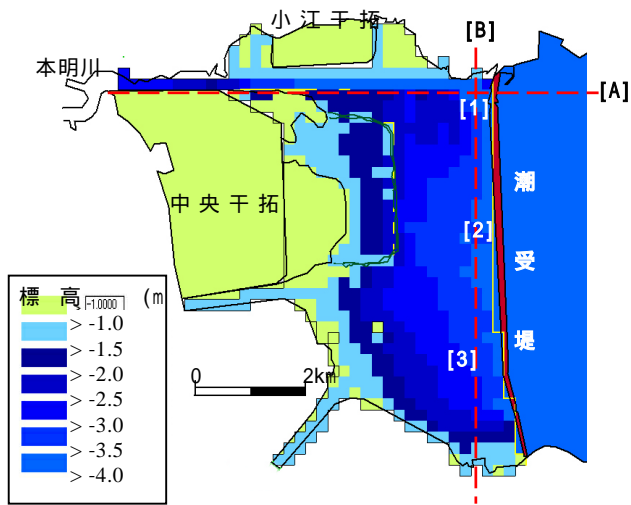 小江干拓
[B]
本明川
[A]
[1]
潮受堤
中央干拓
[2]
標高 (m
> -1.0000
> -1.0
> -1.5
> -2.0
> -2.5
> -3.0
> -3.5
> -4.0
[3]
0 2km